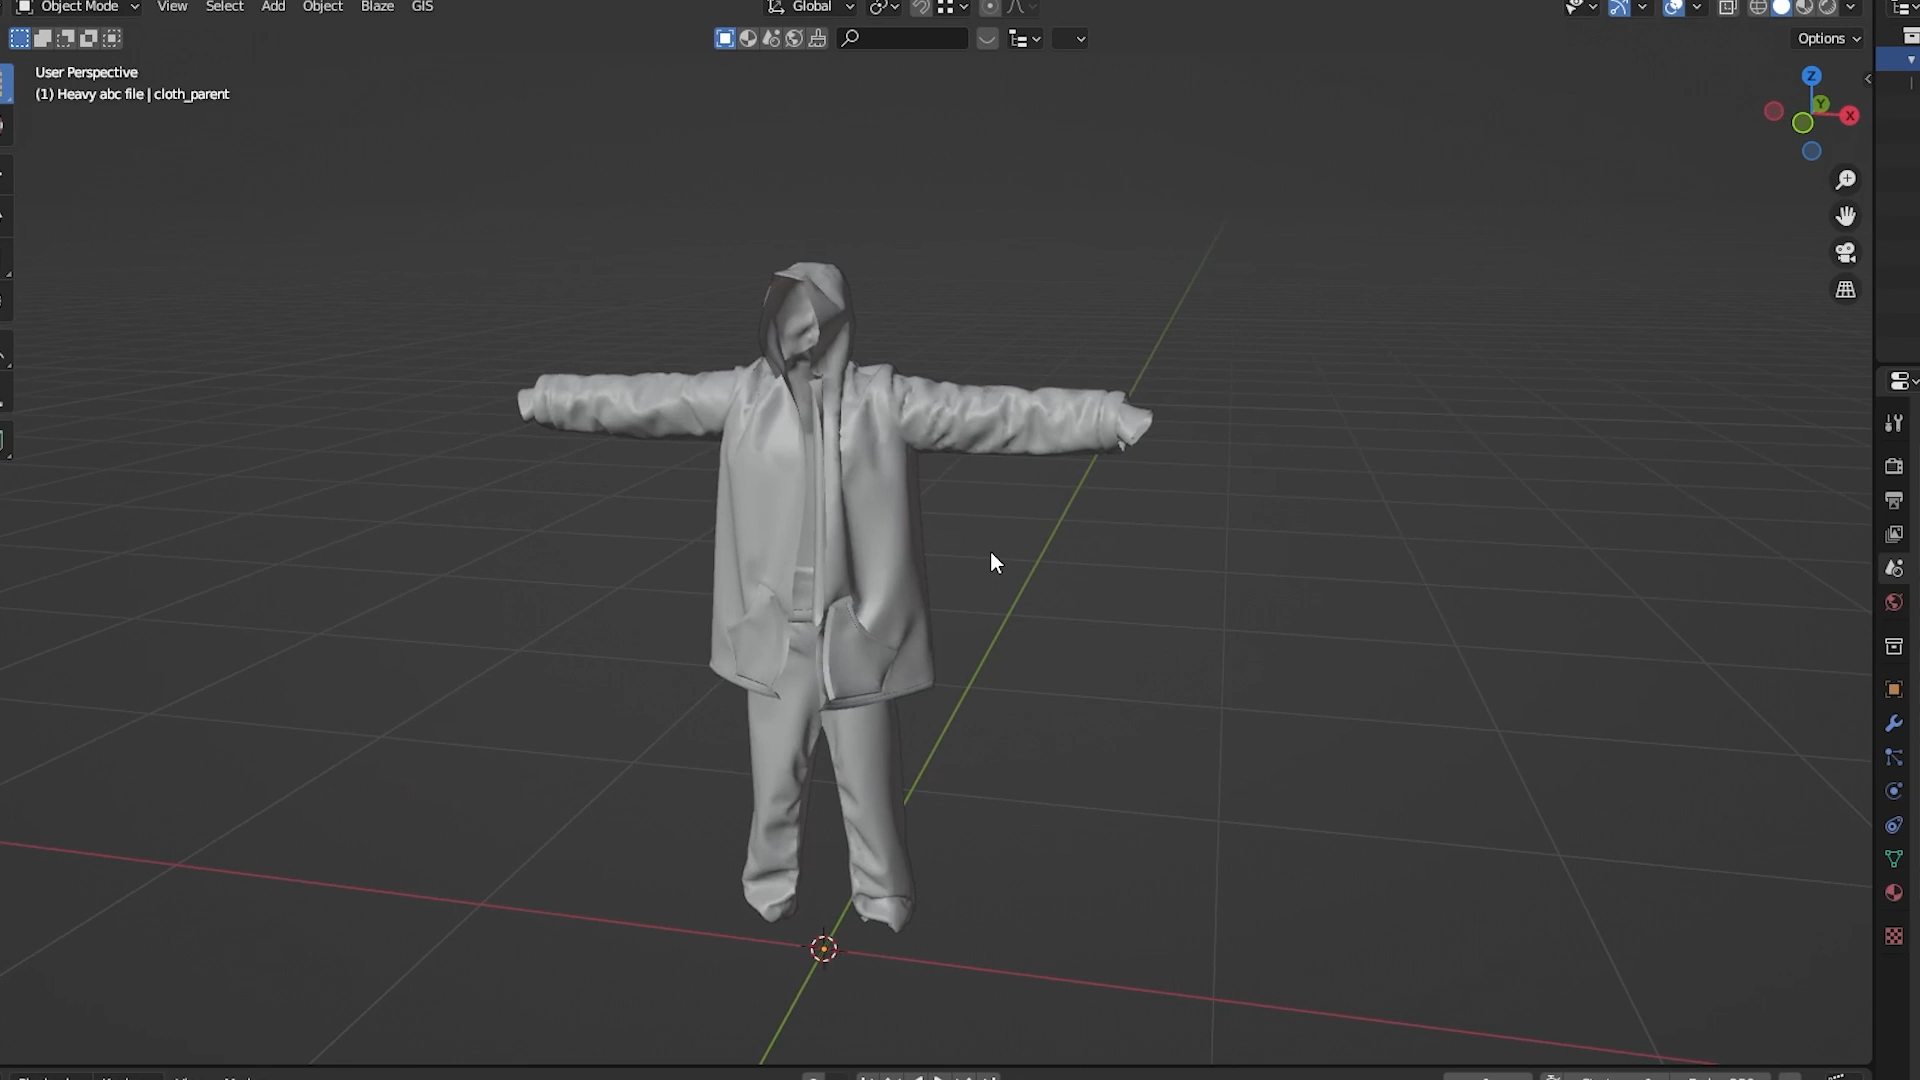 Object Mode View Select Add Object Blaze GIS Global
Options
User Perspective
(1) Heavy abc file | cloth_parent
Z
Y
X